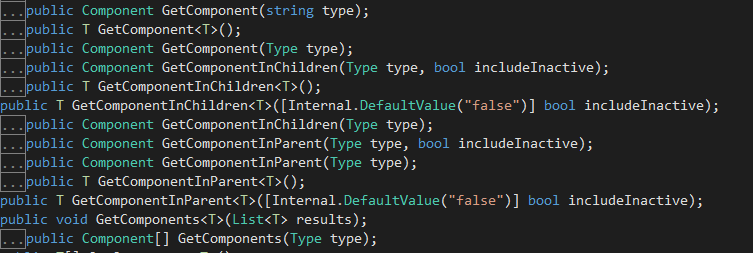 ...public Component GetComponent(string type);
...public T GetComponent<T>();
...public Component GetComponent(Type type);
...public Component GetComponentInChildren(Type type, bool includeInactive);
...public T GetComponentInChildren<T>();
public T GetComponentInChildren<T>([Internal.DefaultValue("false")] bool includeInactive);
...public Component GetComponentInChildren(Type type);
...public Component GetComponentInParent(Type type, bool includeInactive);
...public Component GetComponentInParent(Type type);
...public T GetComponentInParent<T>();
public T GetComponentInParent<T>([Internal.DefaultValue("false")] bool includeInactive);
public void GetComponents<T>(List<T> results);
...public Component[] GetComponents(Type type);